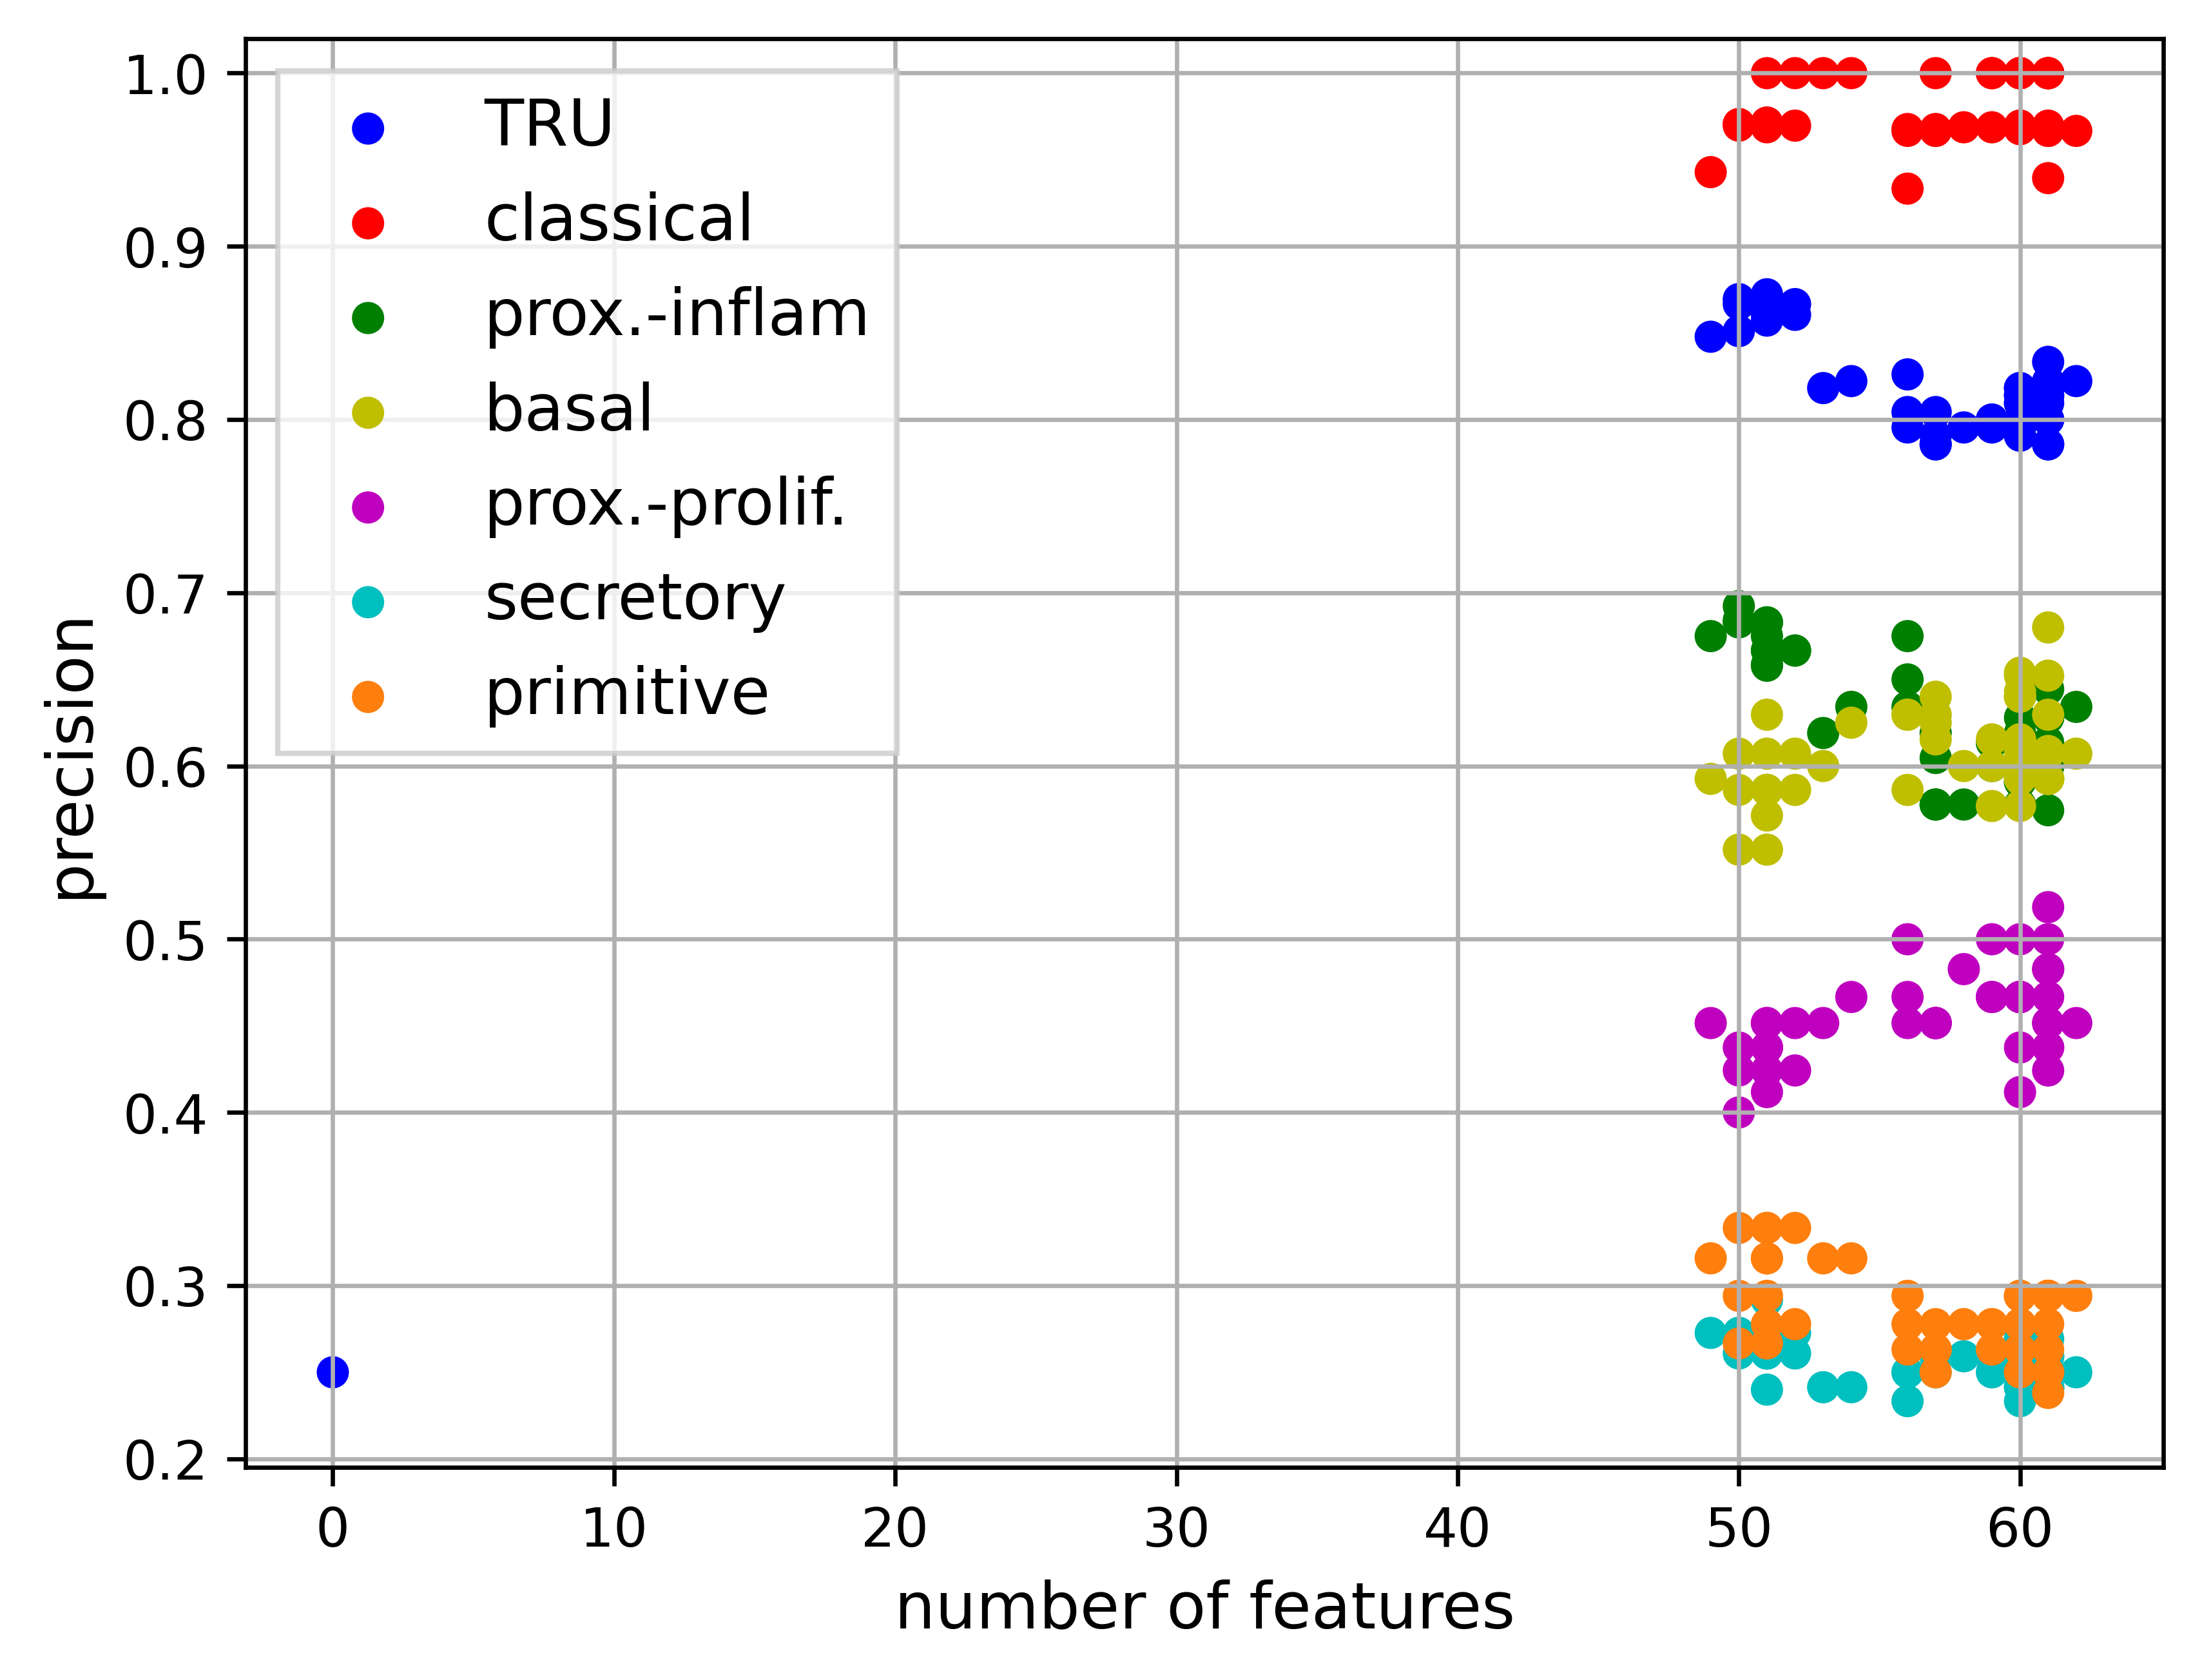 1.0
0.9
0.8
0.7
0.6
0.5
0.4
0.3
0.2
precision
TRU
classical
prox.-inflam
basal
prox.-prolif.
secretory
primitive
0 10 20 30 40 50 60
number of features